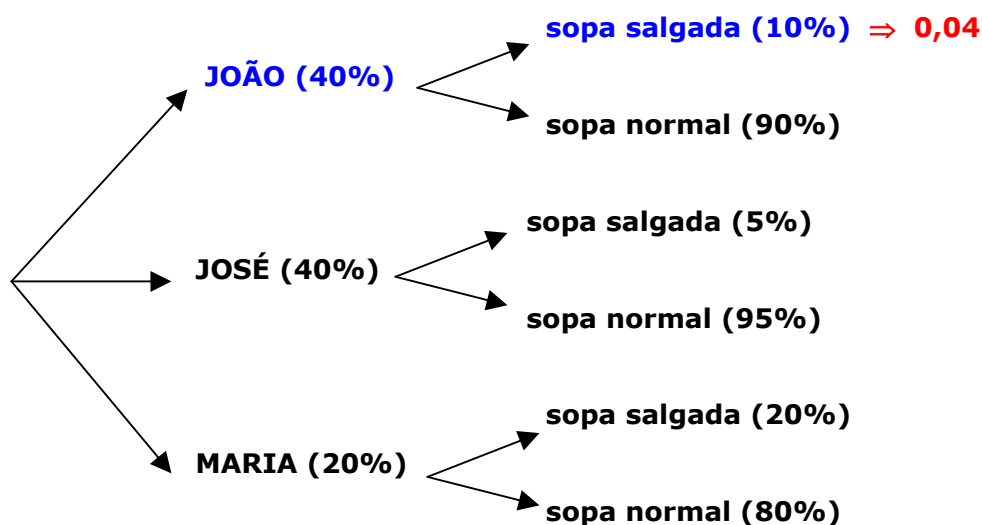 sopa salgada (10%) ⇒ 0,04
JOÃO (40%)
sopa normal (90%)
sopa salgada (5%)
JOSÉ (40%)
sopa normal (95%)
sopa salgada (20%)
MARIA (20%)
sopa normal (80%)